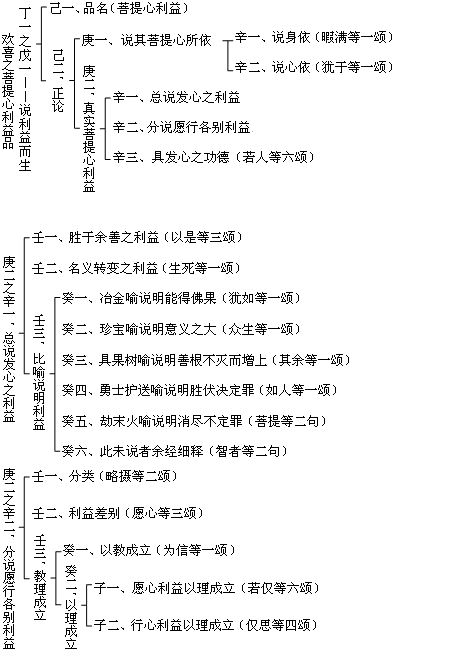 丁一之戊一——说利益而生
欢喜之菩提心利益品
己一、品名(菩提心利益)
己二、正论
庚一、说其菩提心所依
辛一、说身依(暇满等一颂)
辛二、说心依(犹于等一颂)
庚二、真实菩提心利益
辛一、总说发心之利益
辛二、分说愿行各别利益
辛三、具发心之功德(若人等六颂)
庚二之辛一、总说发心之利益
壬一、胜于余善之利益(以是等三颂)
壬二、名义转变之利益(生死等一颂)
壬三、比喻说明利益
癸一、冶金喻说明能得佛果(犹如等一颂)
癸二、珍宝喻说明意义之大(众生等一颂)
癸三、具果树喻说明善根不灭而增上(其余等一颂)
癸四、勇士护送喻说明胜伏决定罪(如人等一颂)
癸五、劫末火喻说明消尽不定罪(菩提等二句)
癸六、此未说者余经细释(智者等二句)
庚二之辛二、分说愿行各别利益
壬一、分类(略摄等二颂)
壬二、利益差别(愿心等三颂)
壬三、教理成立
癸一、以教成立(为信等一颂)
癸二、以理成立
子一、愿心利益以理成立(若仅等六颂)
子二、行心利益以理成立(仅思等四颂)